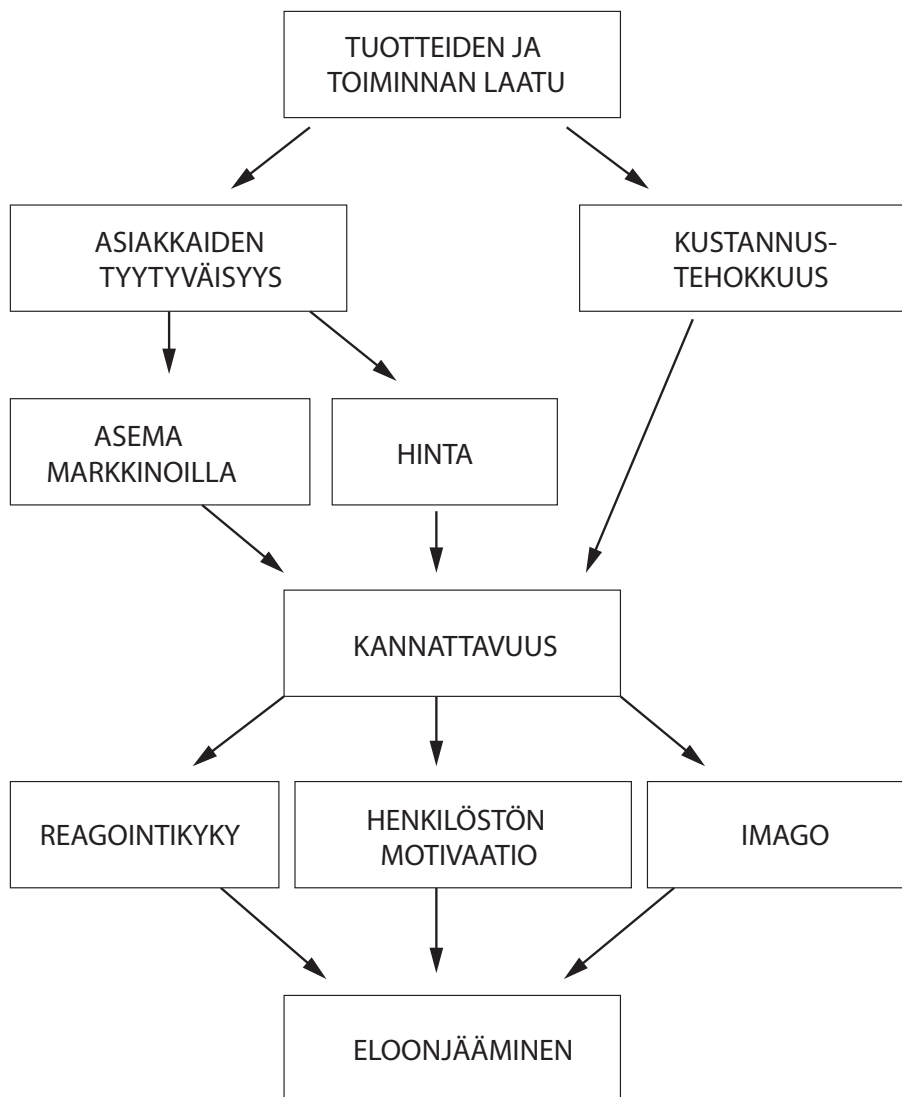 TUOTTEIDEN JA
TOIMINNAN LAATU
ASIAKKAIDEN
TYYTYVÄISYYS
KUSTANNUS-
TEHOKKUUS
ASEMA
MARKKINOILLA
HINTA
KANNATTAVUUS
REAGOINTIKYKY
HENKILÖSTÖN
MOTIVAATIO
IMAGO
ELOONJÄÄMINEN